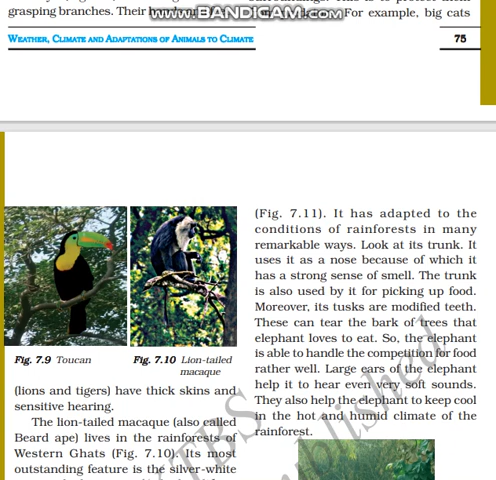 grasping branches. Their
For example, big cats
WWW.BANDICAM.com
WEATHER, CLIMATE AND ADAPTATIONS OF ANIMALS TO CLIMATE
75
Fig. 7.9 Toucan
Fig. 7.10 Lion-tailed
macaque
(lions and tigers) have thick skins and
sensitive hearing.
The lion-tailed macaque (also called
Beard ape) lives in the rainforests of
Western Ghats (Fig. 7.10). Its most
outstanding feature is the silver-white
(Fig. 7.11). It has adapted to the
conditions of rainforests in many
remarkable ways. Look at its trunk. It
uses it as a nose because of which it
has a strong sense of smell. The trunk
is also used by it for picking up food.
Moreover, its tusks are modified teeth.
These can tear the bark of trees that
elephant loves to eat. So, the elephant
is able to handle the competition for food
rather well. Large ears of the elephant
help it to hear even very soft sounds.
They also help the elephant to keep cool
in the hot and humid climate of the
rainforest.